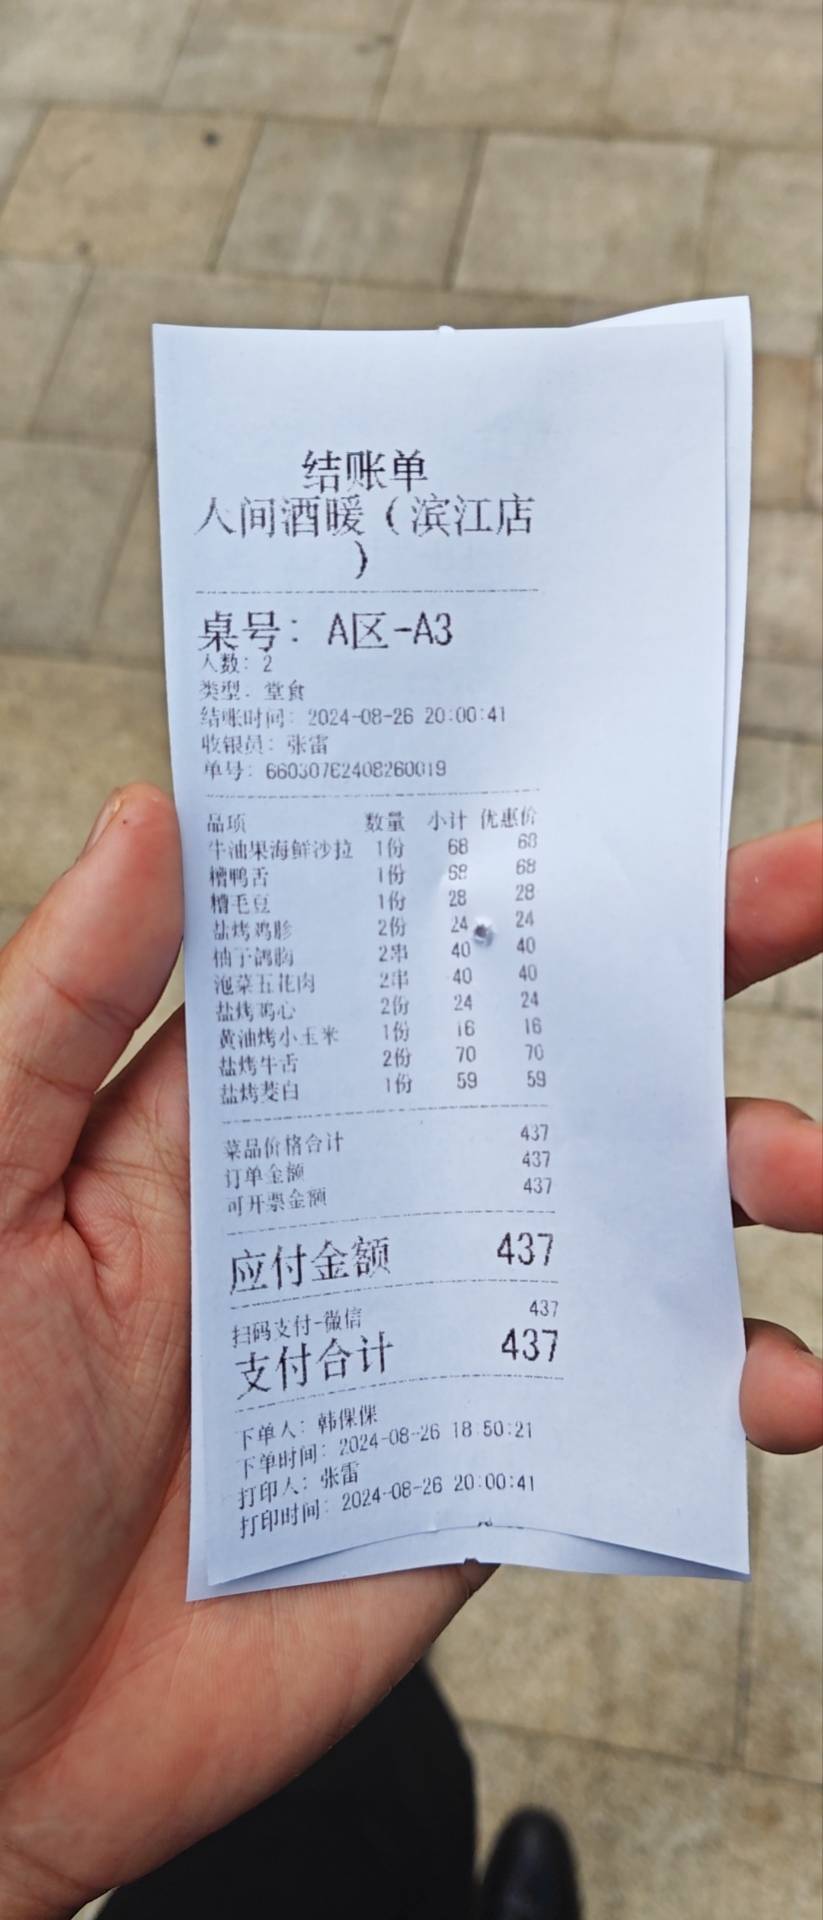 结账单
人间酒暖（滨江店
）
桌号：A区-A3
人数：2
类型：堂食
结账时间：2024-08-26 20:00:41
收银员：张雷
单号：660307E2408260019
品项 数量 小计 优惠价
牛油果海鲜沙拉 1份 68 68
糟鸭舌 1份 68 68
糟毛豆 1份 28 28
盐烤鸡胗 2份 24 24
柚子鸽胸 2串 40 40
泡菜五花肉 2串 40 40
盐烤鸡心 2份 24 24
黄油烤小玉米 1份 16 16
盐烤牛舌 2份 70 70
盐烤茭白 1份 59 59
菜品价格合计 437
订单金额 437
可开票金额 437
应付金额 437
扫码支付-微信 437
支付合计 437
下单人：韩倮倮
下单时间：2024-08-26 18:50:21
打印人：张雷
打印时间：2024-08-26 20:00:41